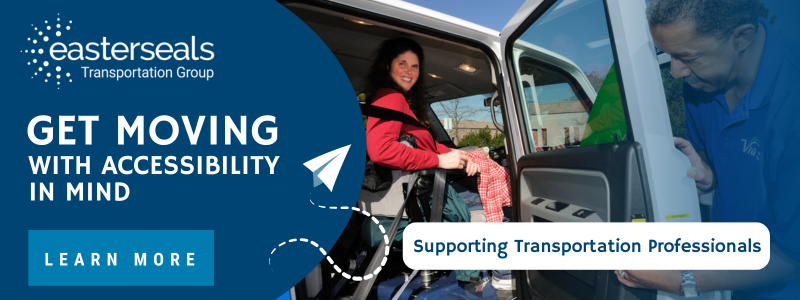 easterseals
Transportation Group
GET MOVING
WITH ACCESSIBILITY
IN MIND
LEARN MORE
Supporting Transportation Professionals